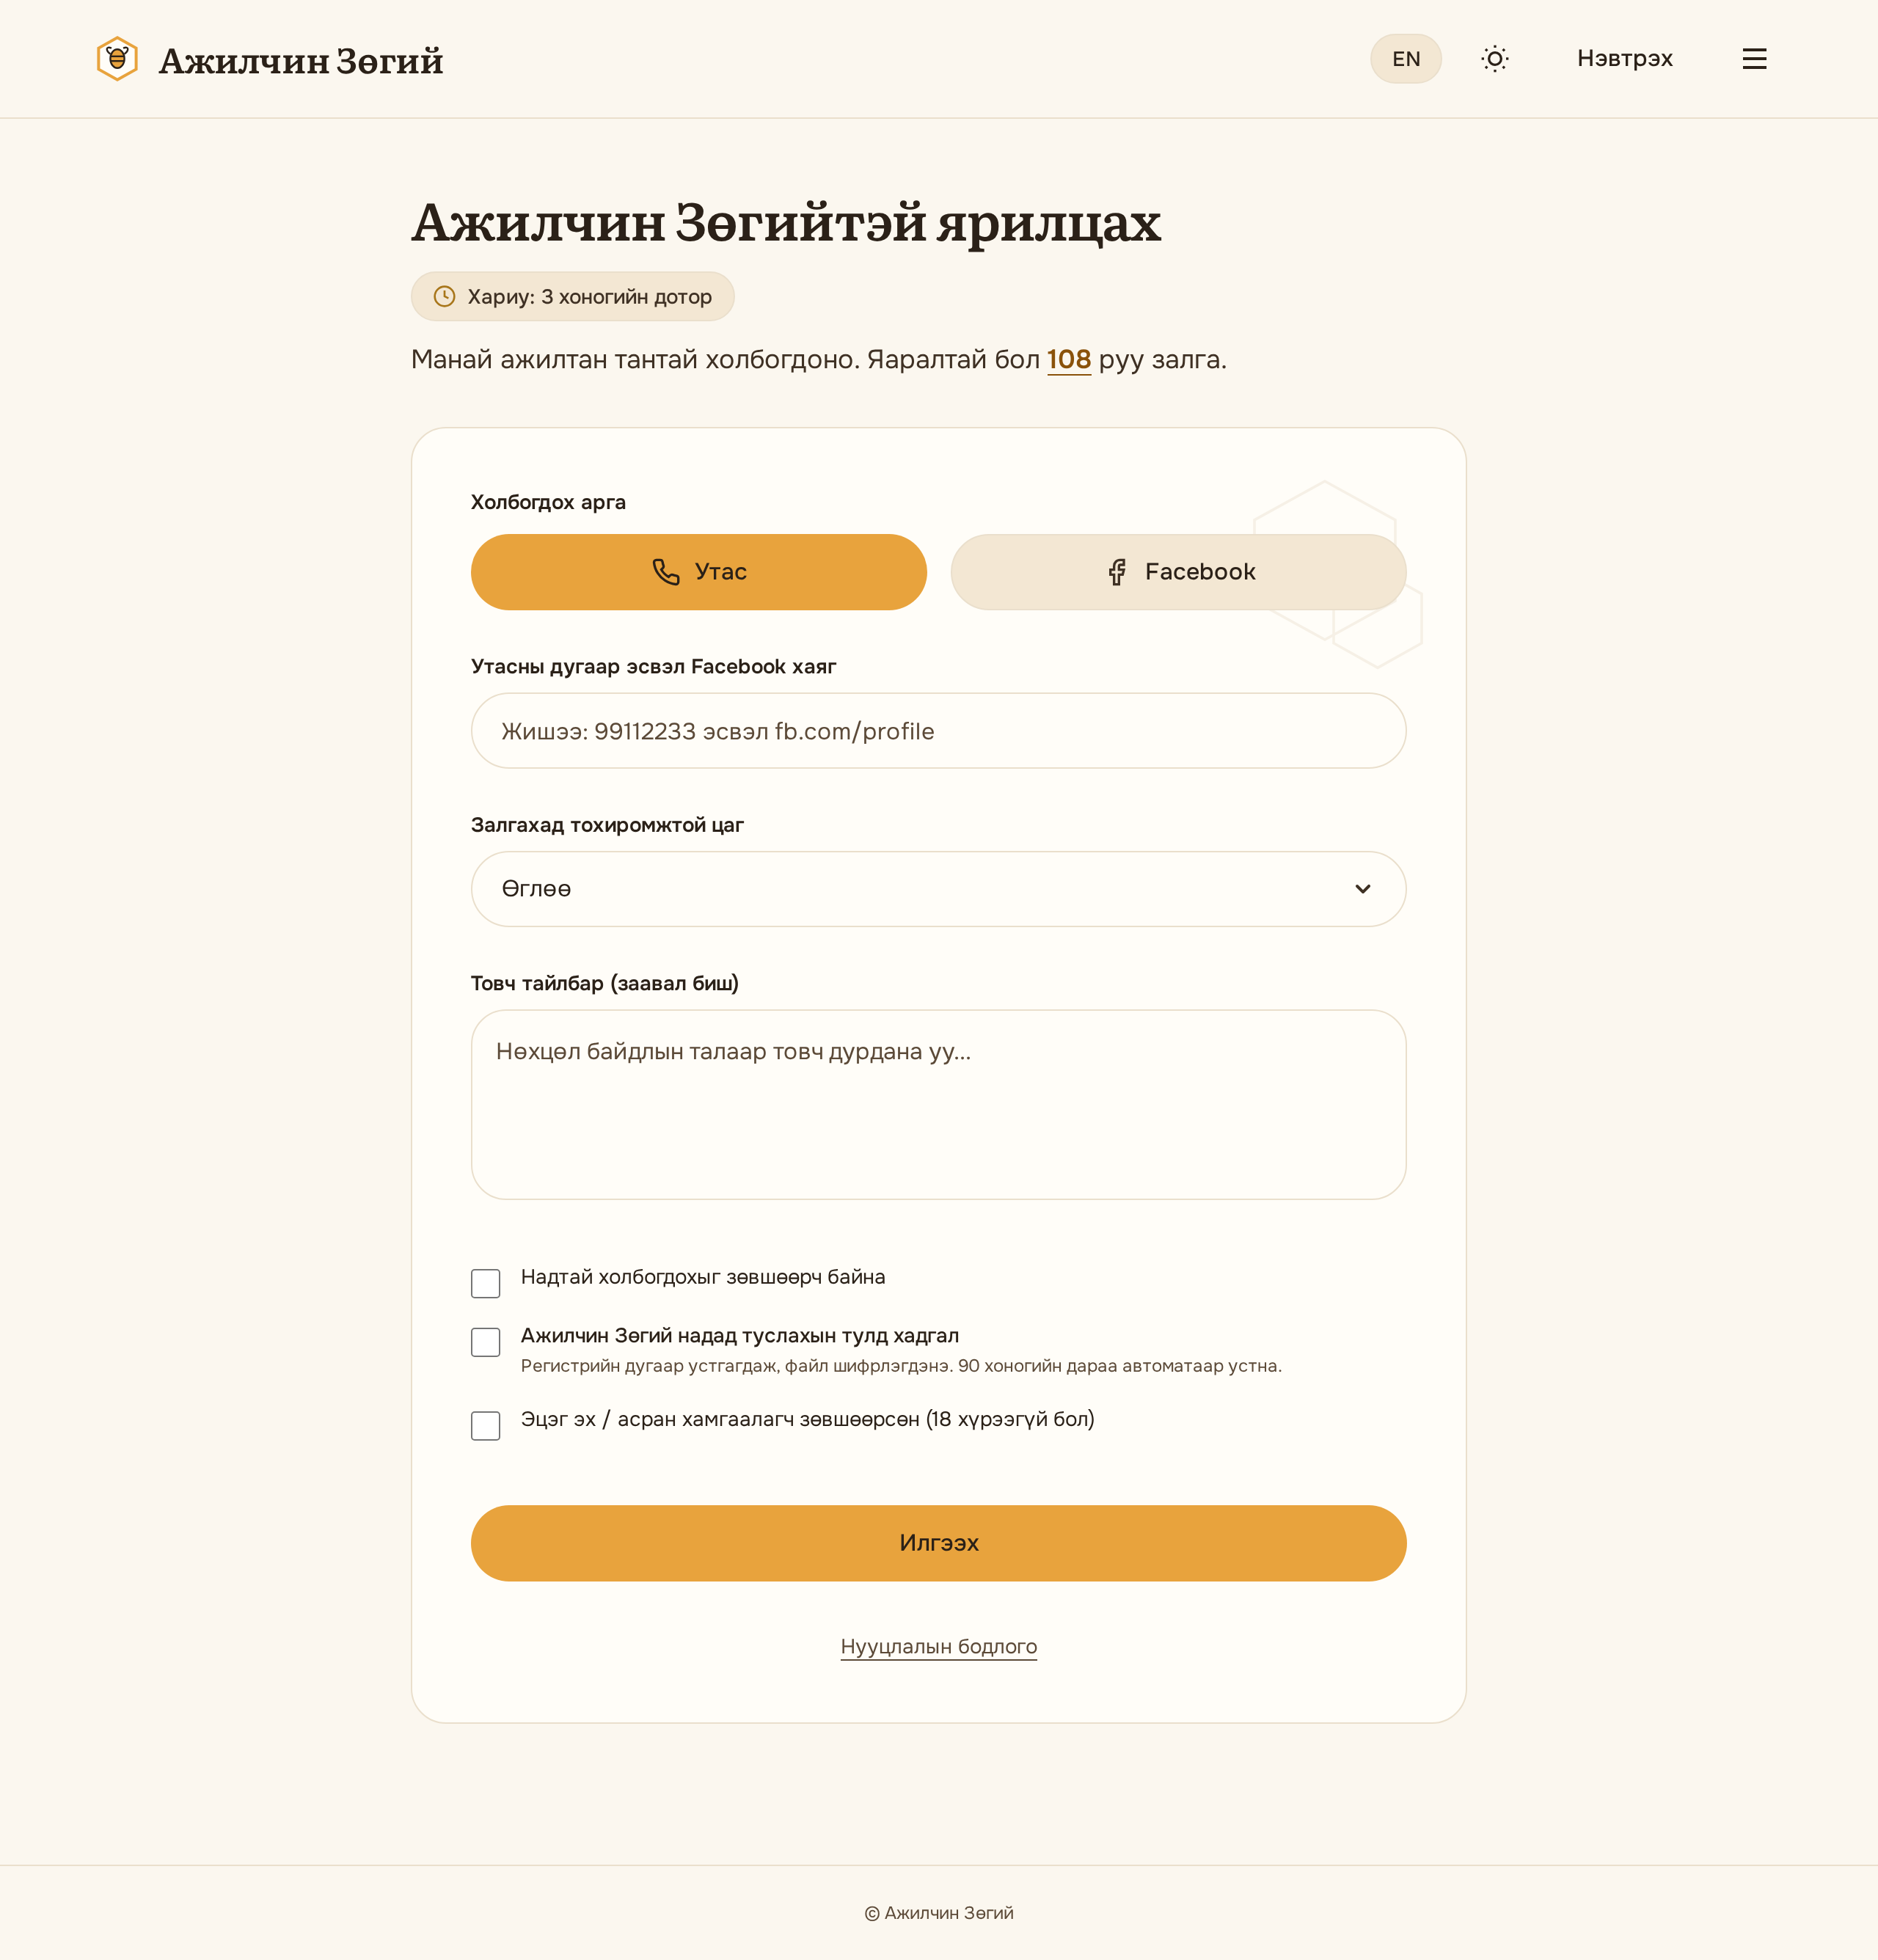 Ажилчин Зөгий
EN
Нэвтрэх
Ажилчин Зөгийтэй ярилцах
Хариу: 3 хоногийн дотор
Манай ажилтан тантай холбогдоно. Яаралтай бол 108 руу залга.
Холбогдох арга
Утас
Facebook
Утасны дугаар эсвэл Facebook хаяг
Жишээ: 99112233 эсвэл fb.com/profile
Залгахад тохиромжтой цаг
Өглөө
Товч тайлбар (заавал биш)
Нөхцөл байдлын талаар товч дурдана уу...
Надтай холбогдохыг зөвшөөрч байна
Ажилчин Зөгий надад туслахын тулд хадгал
Регистрийн дугаар устгагдаж, файл шифрлэгдэнэ. 90 хоногийн дараа автоматаар устна.
Эцэг эх / асран хамгаалагч зөвшөөрсөн (18 хүрээгүй бол)
Илгээх
Нууцлалын бодлого
© Ажилчин Зөгий